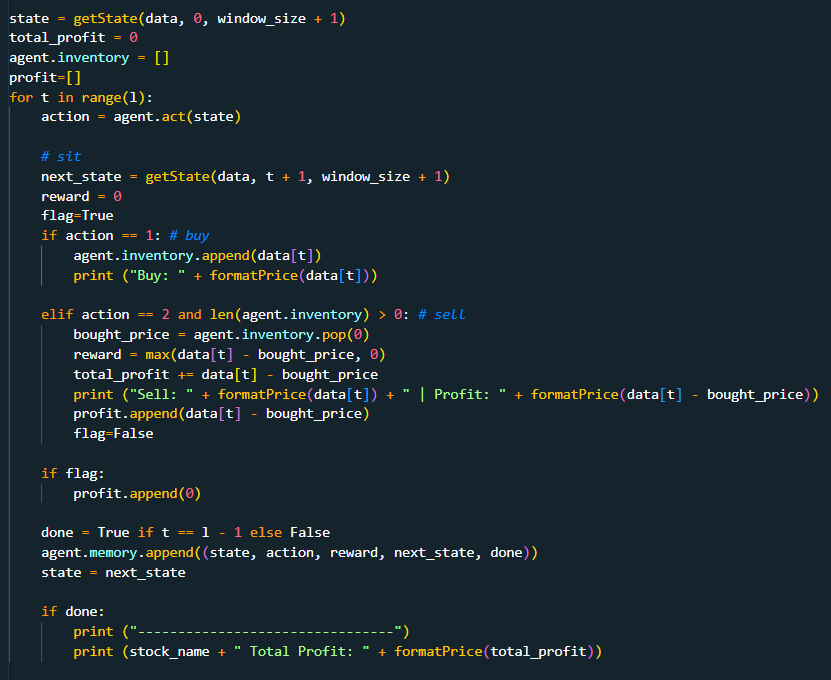 state = getState(data, 0, window_size + 1)
total_profit = 0
agent.inventory = []
profit=[]
for t in range(l):
    action = agent.act(state)

    # sit
    next_state = getState(data, t + 1, window_size + 1)
    reward = 0
    flag=True
    if action == 1: # buy
        agent.inventory.append(data[t])
        print ("Buy: " + formatPrice(data[t]))

    elif action == 2 and len(agent.inventory) > 0: # sell
        bought_price = agent.inventory.pop(0)
        reward = max(data[t] - bought_price, 0)
        total_profit += data[t] - bought_price
        print ("Sell: " + formatPrice(data[t]) + " | Profit: " + formatPrice(data[t] - bought_price))
        profit.append(data[t] - bought_price)
        flag=False

    if flag:
        profit.append(0)

    done = True if t == l - 1 else False
    agent.memory.append((state, action, reward, next_state, done))
    state = next_state

    if done:
        print ("--------------------------------")
        print (stock_name + " Total Profit: " + formatPrice(total_profit))